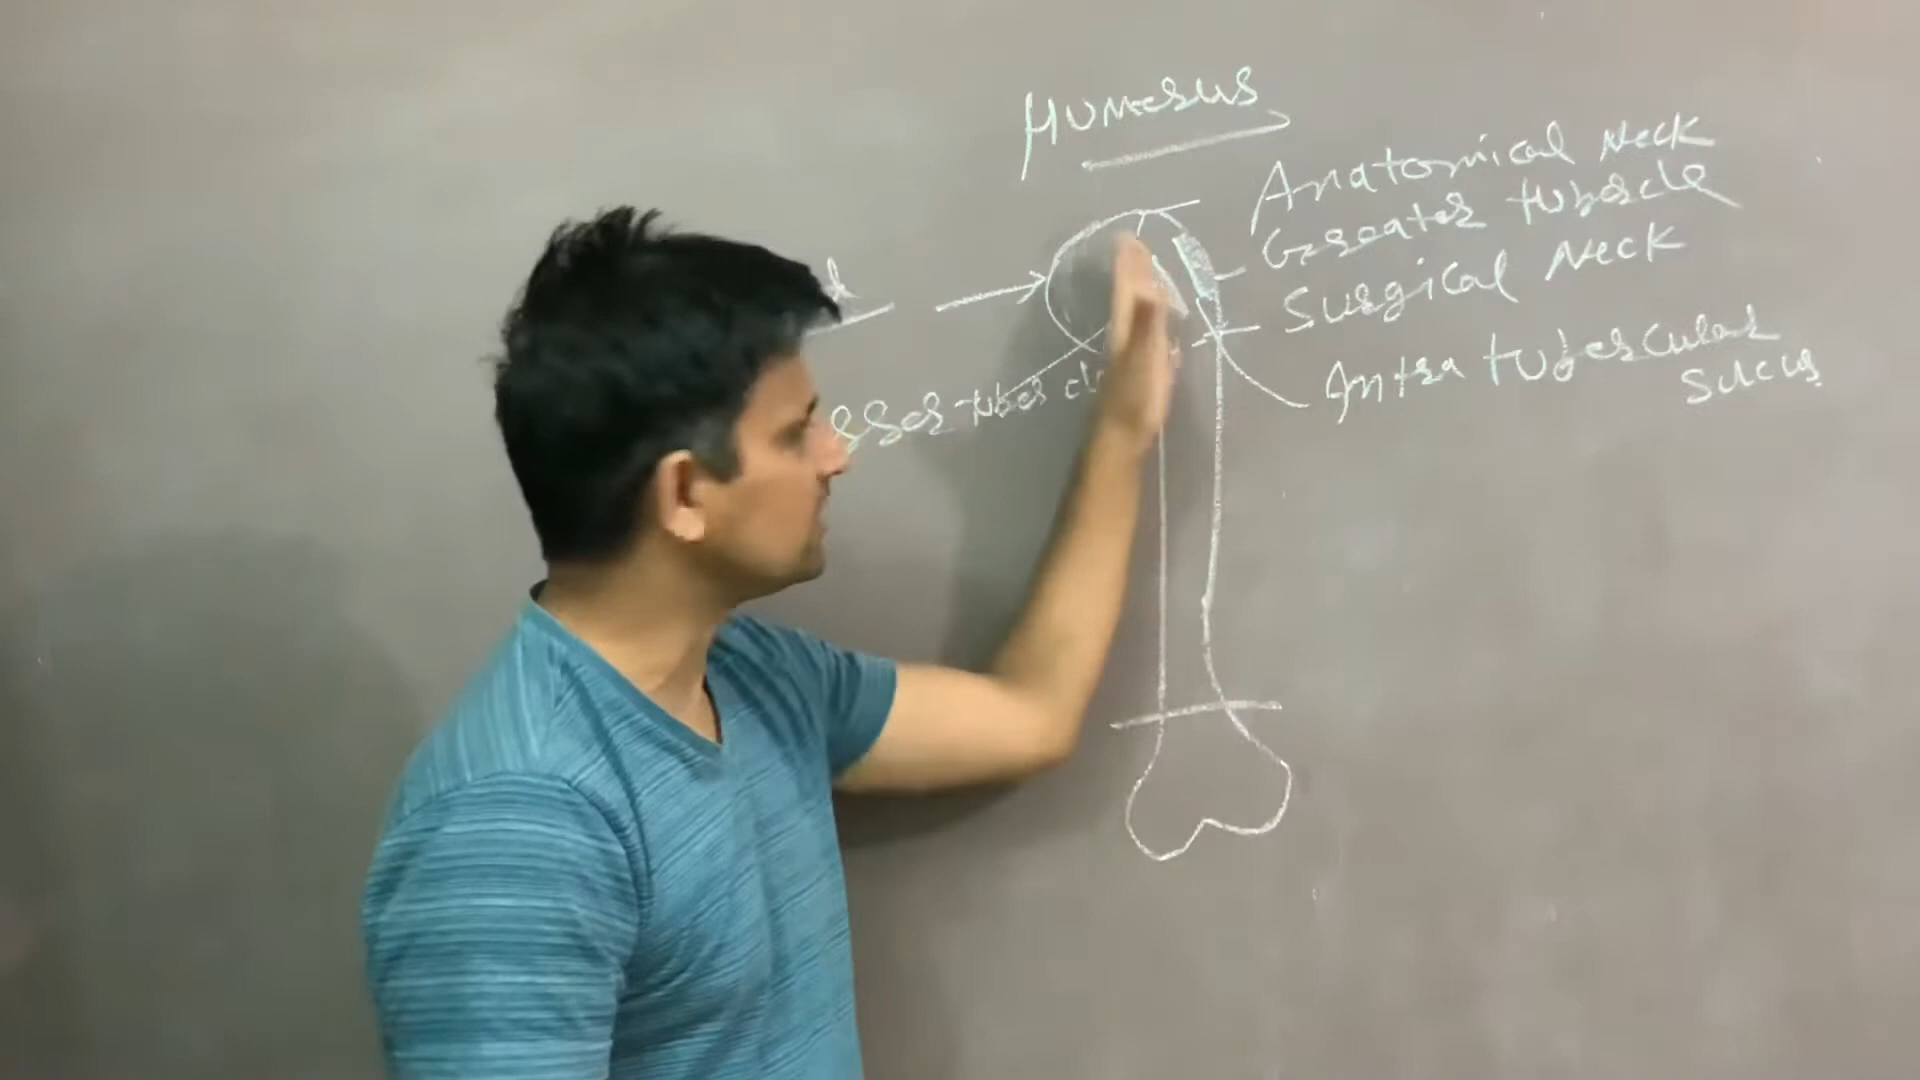 Humerus
Anatomical Neck
Greater tubercle
Surgical Neck
Intra tubercular
Sulcus